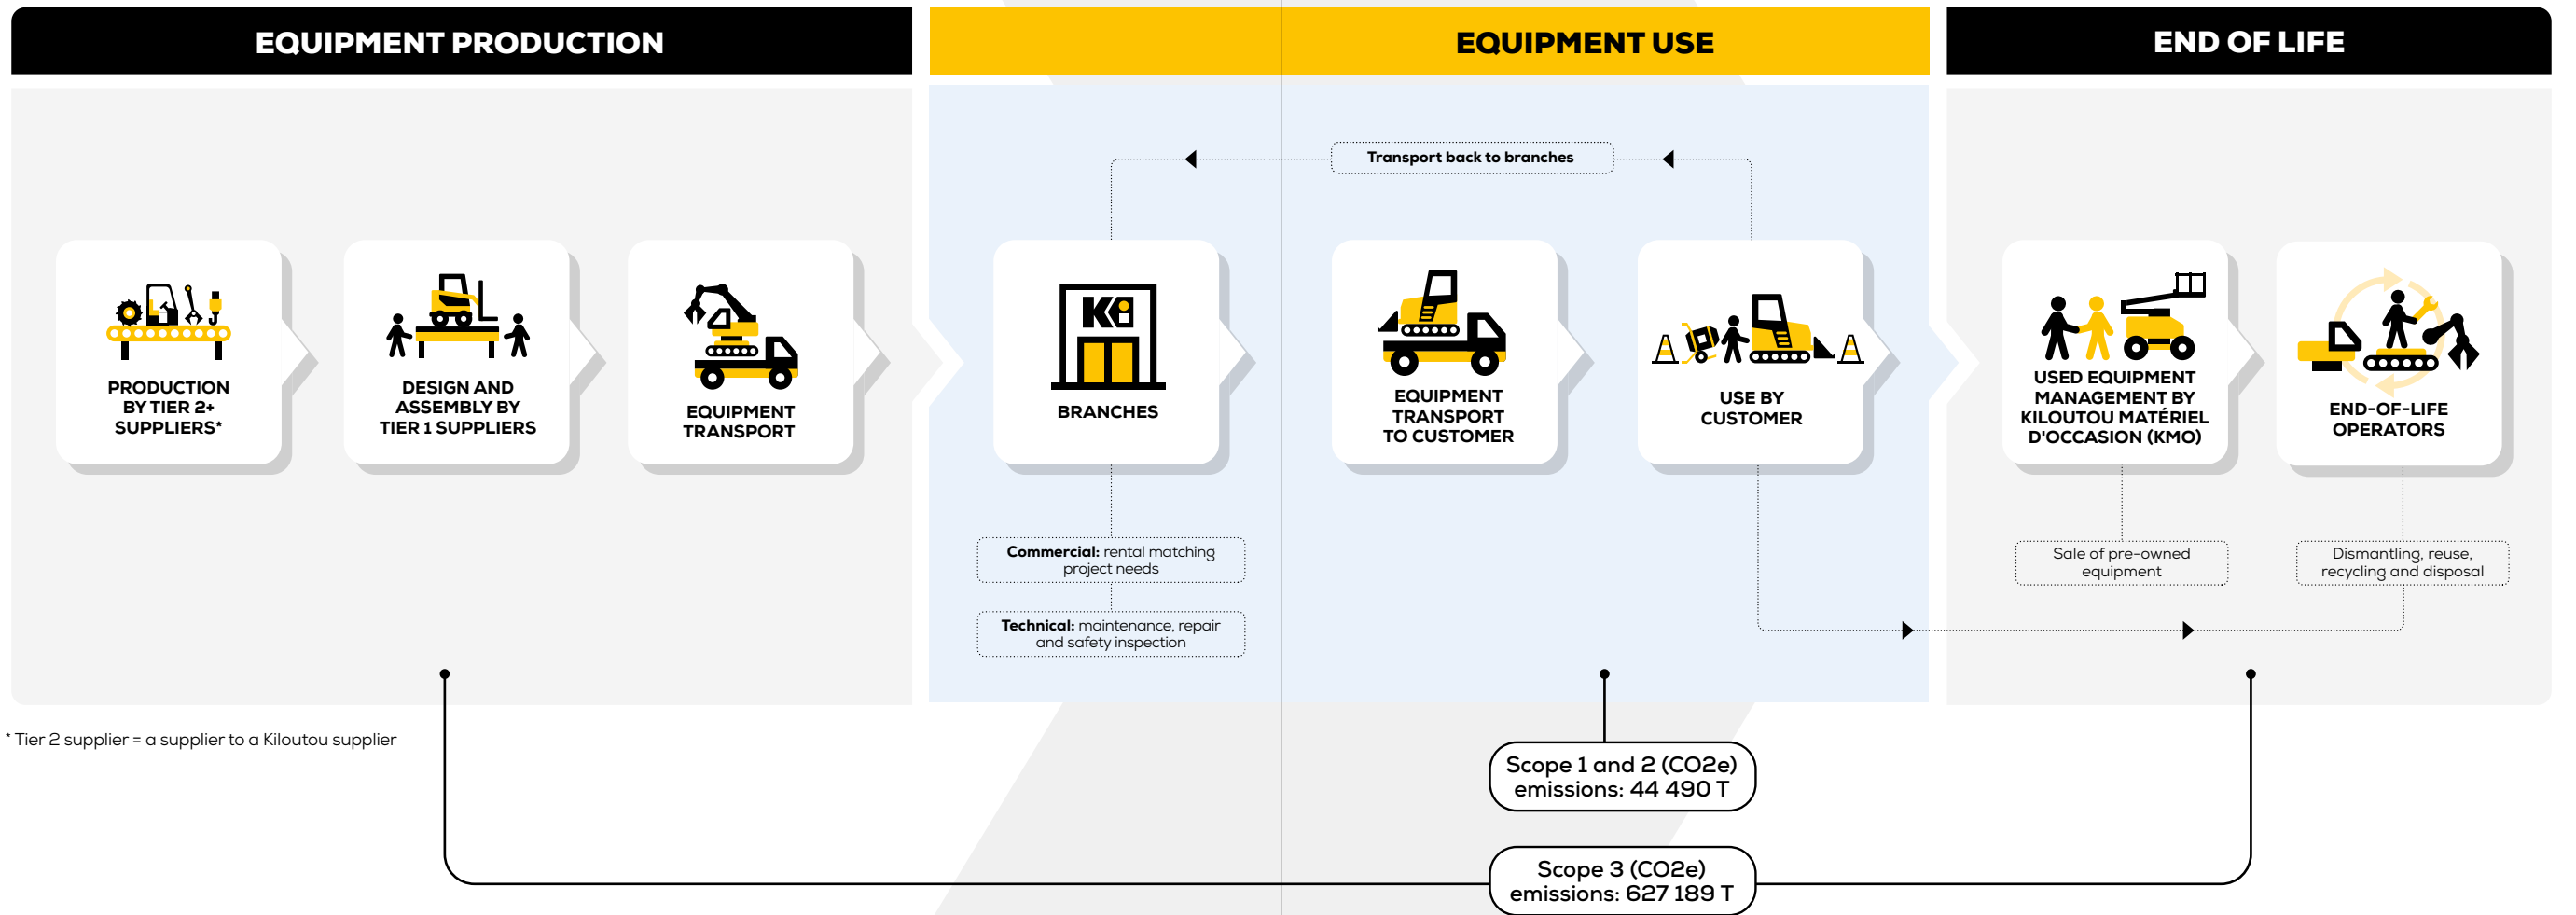 EQUIPMENT PRODUCTION
EQUIPMENT USE
END OF LIFE
Transport back to branches
PRODUCTION
BY TIER 2+
SUPPLIERS*
DESIGN AND
ASSEMBLY BY
TIER 1 SUPPLIERS
EQUIPMENT
TRANSPORT
BRANCHES
EQUIPMENT
TRANSPORT
TO CUSTOMER
USE BY
CUSTOMER
USED EQUIPMENT
MANAGEMENT BY
KILOUTOU MATÉRIEL
D'OCCASION (KMO)
END-OF-LIFE
OPERATORS
Commercial: rental matching
project needs
Technical: maintenance, repair
and safety inspection
Sale of pre-owned
equipment
Dismantling, reuse,
recycling and disposal
* Tier 2 supplier = a supplier to a Kiloutou supplier
Scope 1 and 2 (CO2e)
emissions: 44 490 T
Scope 3 (CO2e)
emissions: 627 189 T